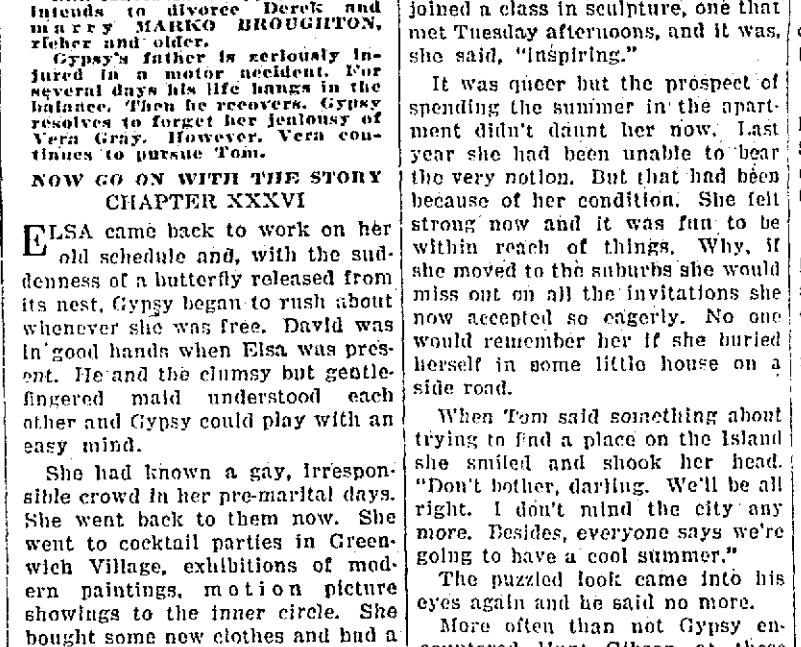 intends to divorce Derek and
marry MARKO BROUGHTON,
richer and older.
Gypsy's father is seriously in-
jured in a motor accident. For
several days his life hangs in the
balance. Then he recovers. Gypsy
resolves to forget her jealousy of
Vera Gray. However, Vera con-
tinues to pursue Tom.
NOW GO ON WITH THE STORY
CHAPTER XXXVI
ELSA came back to work on her
old schedule and, with the sud-
denness of a butterfly released from
its nest, Gypsy began to rush about
whenever she was free. David was
in good hands when Elsa was pres-
ent. He and the clumsy but gentle-
fingered maid understood each
other and Gypsy could play with an
easy mind.
She had known a gay, irrespon-
sible crowd in her pre-marital days.
She went back to them now. She
went to cocktail parties in Green-
wich Village, exhibitions of mod-
ern paintings, motion picture
showings to the inner circle. She
bought some new clothes and had a
joined a class in sculpture, one that
met Tuesday afternoons, and it was,
she said, "inspiring."
It was queer but the prospect of
spending the summer in the apart-
ment didn't daunt her now. Last
year she had been unable to bear
the very notion. But that had been
because of her condition. She felt
strong now and it was fun to be
within reach of things. Why, if
she moved to the suburbs she would
miss out on all the invitations she
now accepted so eagerly. No one
would remember her if she buried
herself in some little house on a
side road.
When Tom said something about
trying to find a place on the Island
she smiled and shook her head.
"Don't bother, darling. We'll be all
right. I don't mind the city any
more. Besides, everyone says we're
going to have a cool summer."
The puzzled look came into his
eyes again and he said no more.
More often than not Gypsy en-
countered Hunt Gibson at these